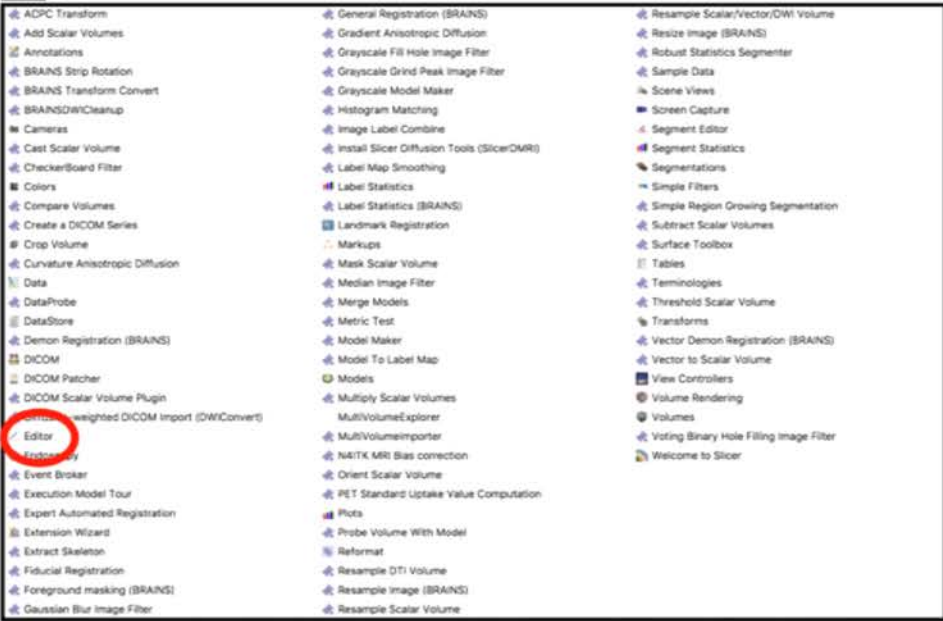 ACPC Transform
Add Scalar Volumes
Annotations
BRAINS Strip Rotation
BRAINS Transform Convert
BRAINSDWICleanup
Cameras
Cast Scalar Volume
CheckerBoard Filter
Colors
Compare Volumes
Create a DICOM Series
Crop Volume
Curvature Anisotropic Diffusion
Data
DataProbe
DataStore
Demon Registration (BRAINS)
DICOM
DICOM Patcher
DICOM Scalar Volume Plugin
-weighted DICOM Import (DWIConvert)
Editor
Endoscopy
Event Broker
Execution Model Tour
Expert Automated Registration
Extension Wizard
Extract Skeleton
Fiducial Registration
Foreground masking (BRAINS)
Gaussian Blur Image Filter
General Registration (BRAINS)
Gradient Anisotropic Diffusion
Grayscale Fill Hole Image Filter
Grayscale Grind Peak Image Filter
Grayscale Model Maker
Histogram Matching
Image Label Combine
Install Slicer Diffusion Tools (SlicerDMRI)
Label Map Smoothing
Label Statistics
Label Statistics (BRAINS)
Landmark Registration
Markups
Mask Scalar Volume
Median Image Filter
Merge Models
Metric Test
Model Maker
Model To Label Map
Models
Multiply Scalar Volumes
MultiVolumeExplorer
MultiVolumeImporter
N4ITK MRI Bias correction
Orient Scalar Volume
PET Standard Uptake Value Computation
Plots
Probe Volume With Model
Reformat
Resample DTI Volume
Resample Image (BRAINS)
Resample Scalar Volume
Resample Scalar/Vector/DWI Volume
Resize Image (BRAINS)
Robust Statistics Segmenter
Sample Data
Scene Views
Screen Capture
Segment Editor
Segment Statistics
Segmentations
Simple Filters
Simple Region Growing Segmentation
Subtract Scalar Volumes
Surface Toolbox
Tables
Terminologies
Threshold Scalar Volume
Transforms
Vector Demon Registration (BRAINS)
Vector to Scalar Volume
View Controllers
Volume Rendering
Volumes
Voting Binary Hole Filling Image Filter
Welcome to Slicer